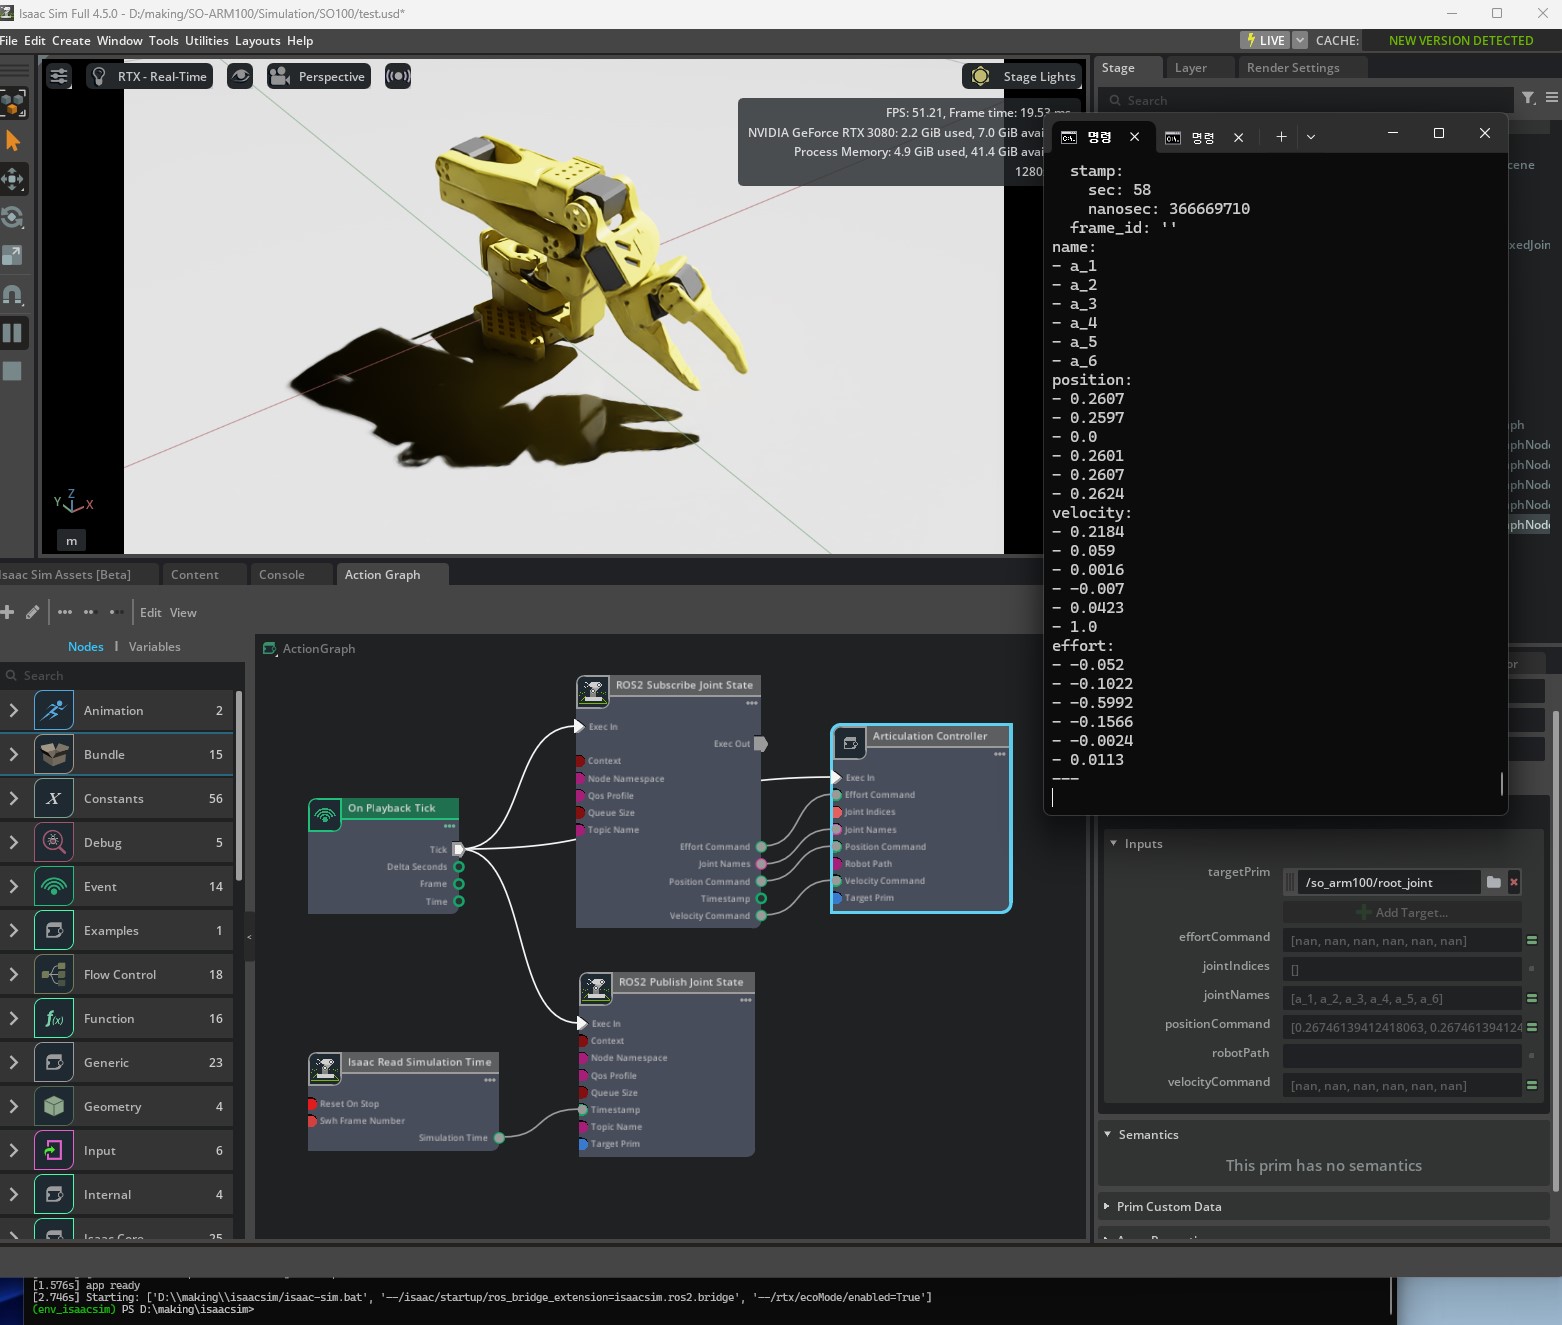 Isaac Sim Full 4.5.0 - D:/making/SO-ARM100/Simulation/SO100/test.usd*
File Edit Create Window Tools Utilities Layouts Help
LIVE CACHE: NEW VERSION DETECTED
RTX - Real-Time
Perspective
Stage Lights
FPS: 51.21, Frame time: 19.53 ms
NVIDIA GeForce RTX 3080: 2.2 GiB used, 7.0 GiB avai
Process Memory: 4.9 GiB used, 41.4 GiB avai
1280
Z
Y X
m
Stage Layer Render Settings
Search
cene
xedJoin
ph
phNode
phNode
phNode
phNode
phNode
명령
명령
stamp:
sec: 58
nanosec: 366669710
frame_id: ''
name:
- a_1
- a_2
- a_3
- a_4
- a_5
- a_6
position:
- 0.2607
- 0.2597
- 0.0
- 0.2601
- 0.2607
- 0.2624
velocity:
- 0.2184
- 0.059
- 0.0016
- -0.007
- 0.0423
- 1.0
effort:
- -0.052
- -0.1022
- -0.5992
- -0.1566
- -0.0024
- 0.0113
---
Isaac Sim Assets [Beta] Content Console Action Graph
Edit View
Nodes | Variables
Search
Animation 2
Bundle 15
Constants 56
Debug 5
Event 14
Examples 1
Flow Control 18
Function 16
Generic 23
Geometry 4
Input 6
Internal 4
Isaac Core 25
ActionGraph
On Playback Tick
Tick
Delta Seconds
Frame
Time
ROS2 Subscribe Joint State
Exec In
Exec Out
Context
Node Namespace
Qos Profile
Queue Size
Topic Name
Effort Command
Joint Names
Position Command
Timestamp
Velocity Command
Articulation Controller
Exec In
Effort Command
Joint Indices
Joint Names
Position Command
Robot Path
Velocity Command
Target Prim
Isaac Read Simulation Time
Reset On Stop
Swh Frame Number
Simulation Time
ROS2 Publish Joint State
Exec In
Context
Node Namespace
Qos Profile
Queue Size
Timestamp
Topic Name
Target Prim
or
Inputs
targetPrim /so_arm100/root_joint
Add Target...
effortCommand [nan, nan, nan, nan, nan, nan]
jointIndices []
jointNames [a_1, a_2, a_3, a_4, a_5, a_6]
positionCommand [0.26746139412418063, 0.267461394124
robotPath
velocityCommand [nan, nan, nan, nan, nan, nan]
Semantics
This prim has no semantics
Prim Custom Data
[1.576s] app ready
[2.746s] Starting: ['D:\\making\\isaacsim/isaac-sim.bat', '--/isaac/startup/ros_bridge_extension=isaacsim.ros2.bridge', '--/rtx/ecoMode/enabled=True']
(env_isaacsim) PS D:\making\isaacsim>